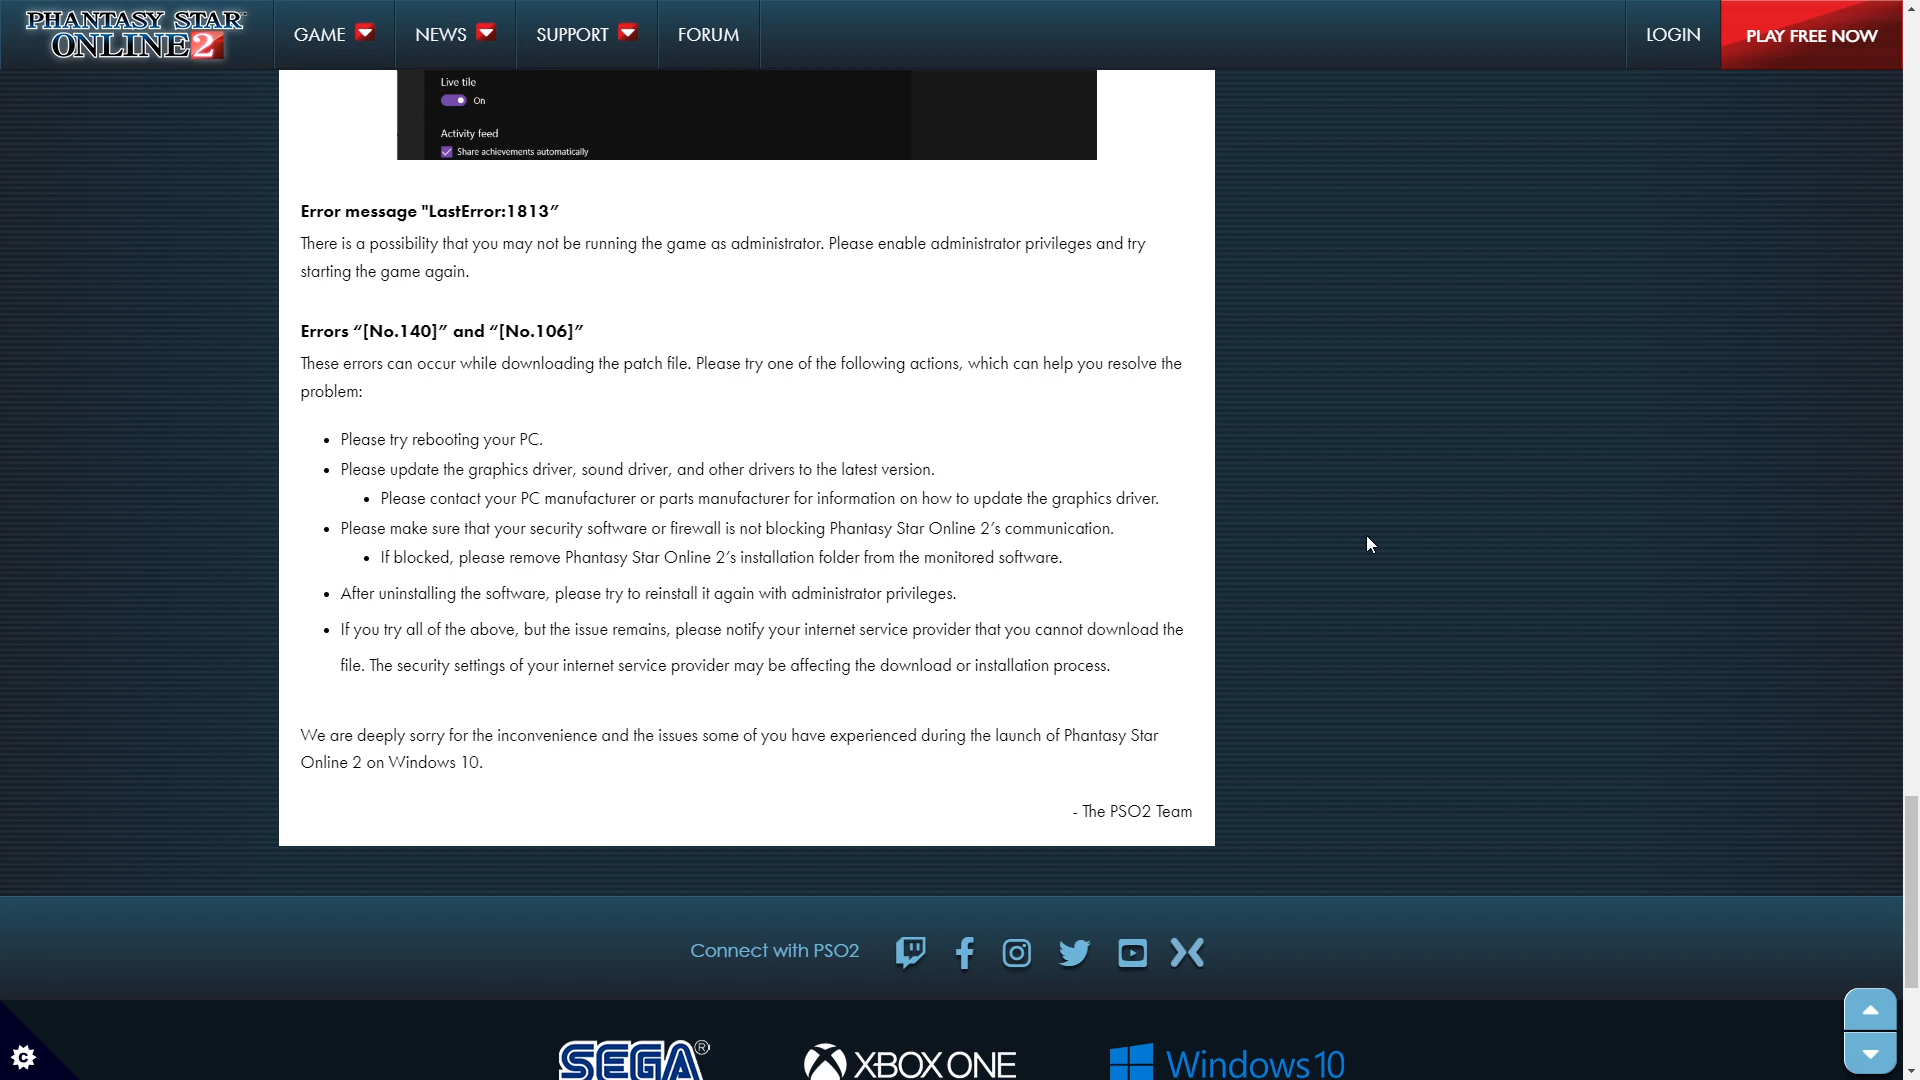 PHANTASY STAR
ONLINE 2
GAME
NEWS
SUPPORT
FORUM
LOGIN
PLAY FREE NOW
Live tile
On
Activity feed
Share achievements automatically
Error message "LastError:1813”
There is a possibility that you may not be running the game as administrator. Please enable administrator privileges and try
starting the game again.
Errors “[No.140]” and “[No.106]”
These errors can occur while downloading the patch file. Please try one of the following actions, which can help you resolve the
problem:
• Please try rebooting your PC.
• Please update the graphics driver, sound driver, and other drivers to the latest version.
• Please contact your PC manufacturer or parts manufacturer for information on how to update the graphics driver.
• Please make sure that your security software or firewall is not blocking Phantasy Star Online 2’s communication.
• If blocked, please remove Phantasy Star Online 2’s installation folder from the monitored software.
• After uninstalling the software, please try to reinstall it again with administrator privileges.
• If you try all of the above, but the issue remains, please notify your internet service provider that you cannot download the
file. The security settings of your internet service provider may be affecting the download or installation process.
We are deeply sorry for the inconvenience and the issues some of you have experienced during the launch of Phantasy Star
Online 2 on Windows 10.
- The PSO2 Team
Connect with PSO2
SEGA®
XBOX ONE
Windows10